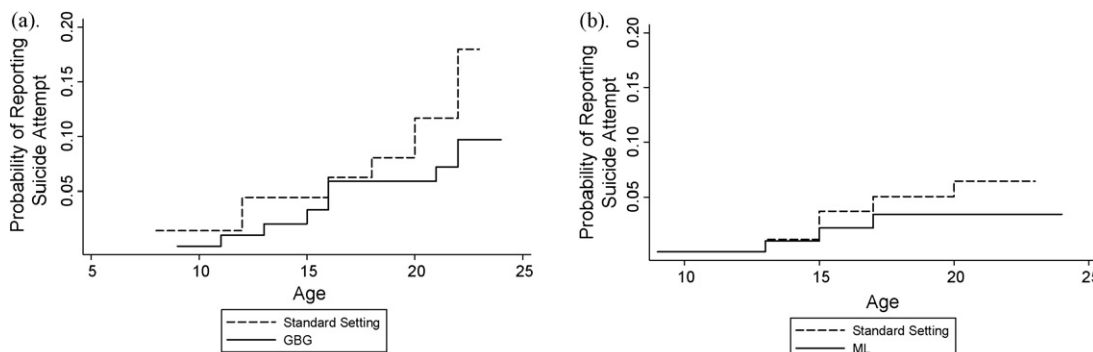 (a).
Probability of Reporting
Suicide Attempt
0.20
0.15
0.10
0.05
5
10
15
20
25
Age
Standard Setting
GBG
(b).
Probability of Reporting
Suicide Attempt
0.20
0.15
0.10
0.05
10
15
20
25
Age
Standard Setting
ML